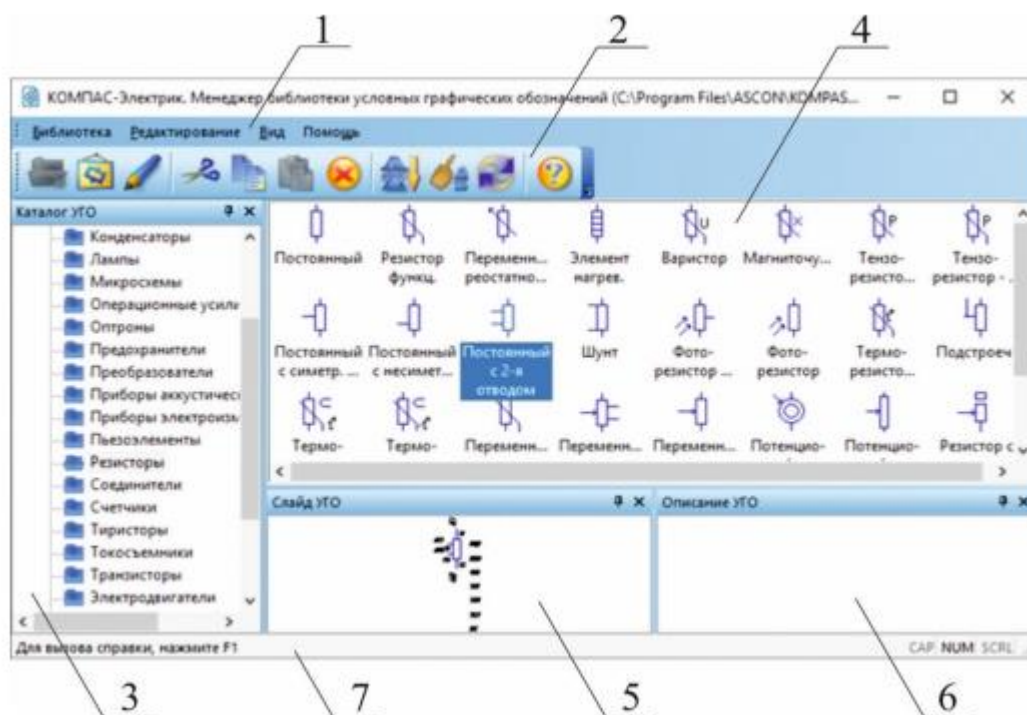 1
2
4
КОМПАС-Электрик. Менеджер библиотеки условных графических обозначений (C:\Program Files\ASCON\KOMPAS...
Библиотека Редактирование Вид Помощь
Каталог УГО
Конденсаторы
Лампы
Микросхемы
Операционные усили
Оптроны
Предохранители
Преобразователи
Приборы аккустичес
Приборы электроизм
Пьезоэлементы
Резисторы
Соединители
Счетчики
Тиристоры
Токосъемники
Транзисторы
Электродвигатели
Постоянный Резистор Переменн... Элемент Варистор Магниточу... Тензо- Тензо-
функц. реостатно... нагрев. резисто... резистор - ...
Постоянный Постоянный Постоянный Шунт Фото- Фото- Термо- Подстроеч
с симетр. ... с несимет... с 2-я резистор ... резистор резисто...
отводом
Термо- Термо- Переменн... Переменн... Переменн... Потенцио- Потенцио- Резистор с
Слайд УГО
Описание УГО
Для вызова справки, нажмите F1
CAP NUM SCRL
3
7
5
6